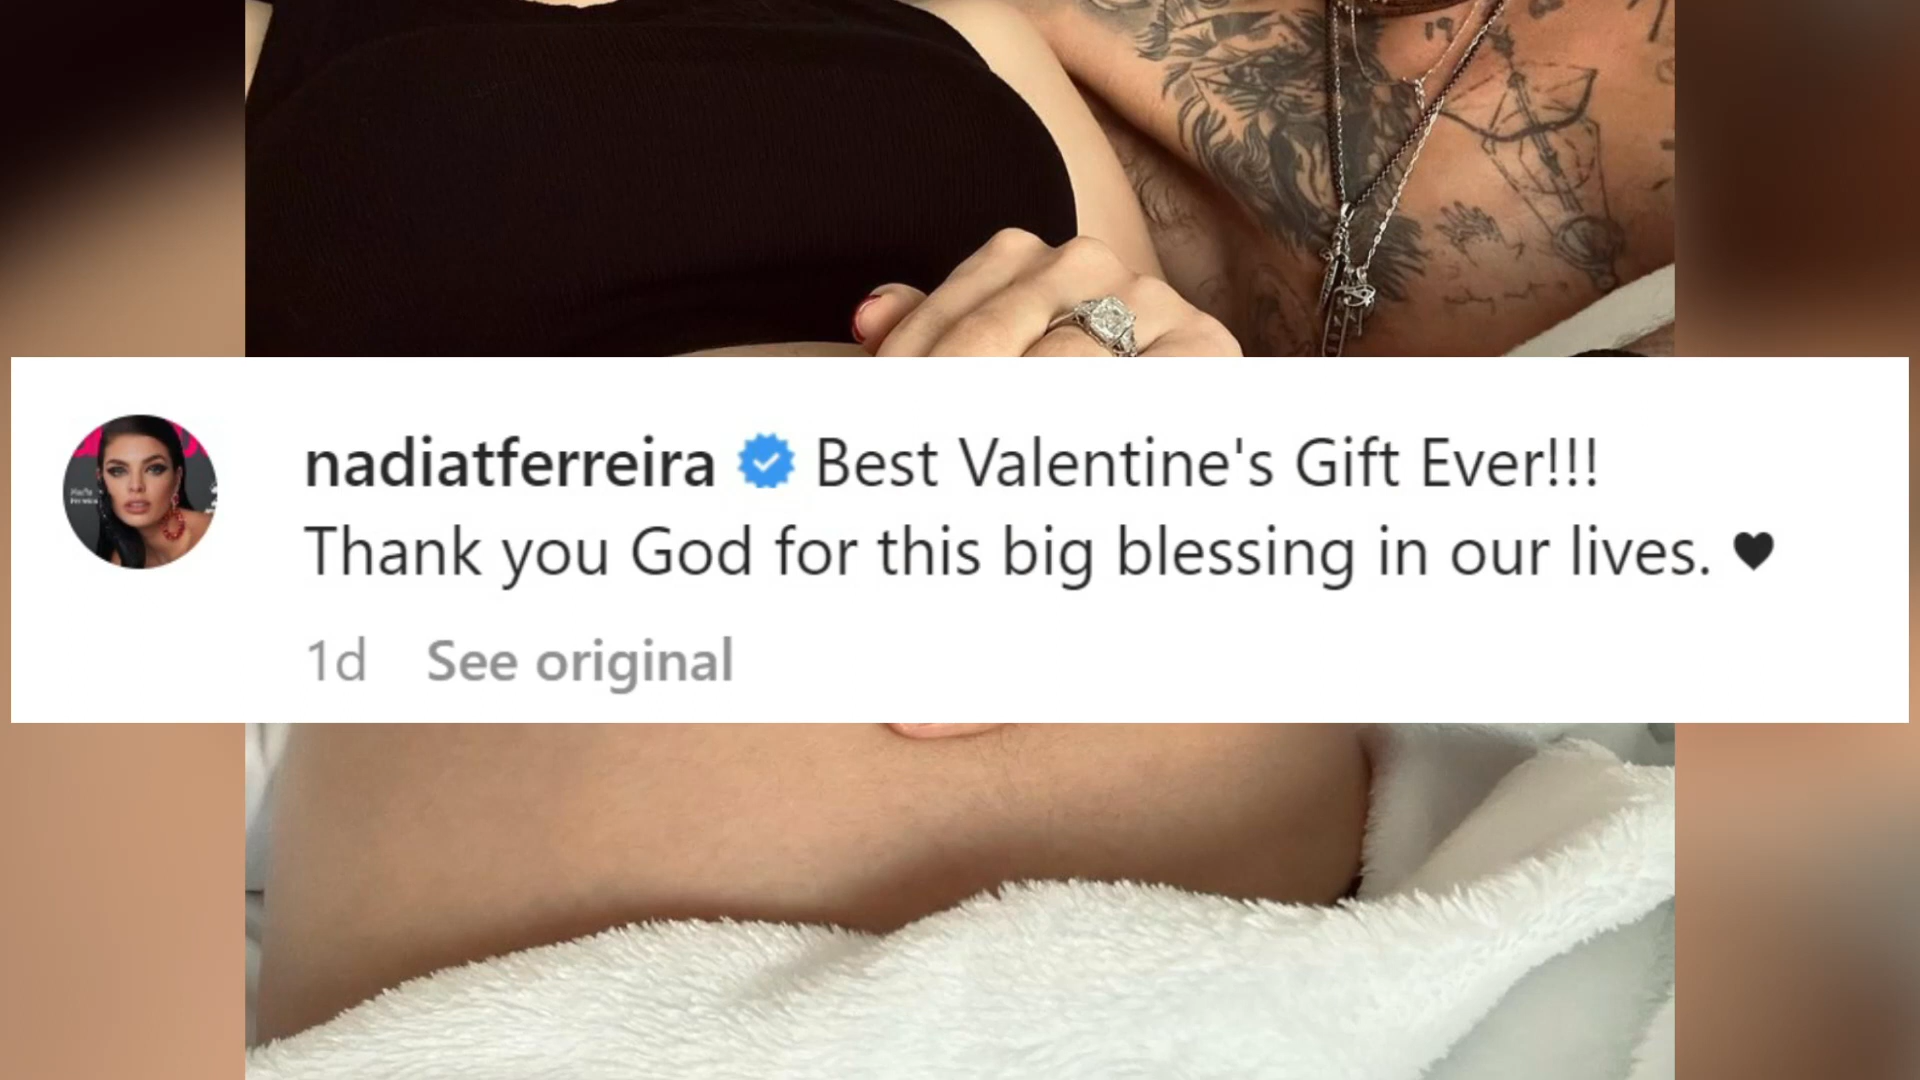 nadiatferreira Best Valentine's Gift Ever!!!
Thank you God for this big blessing in our lives. 🖤
1d See original